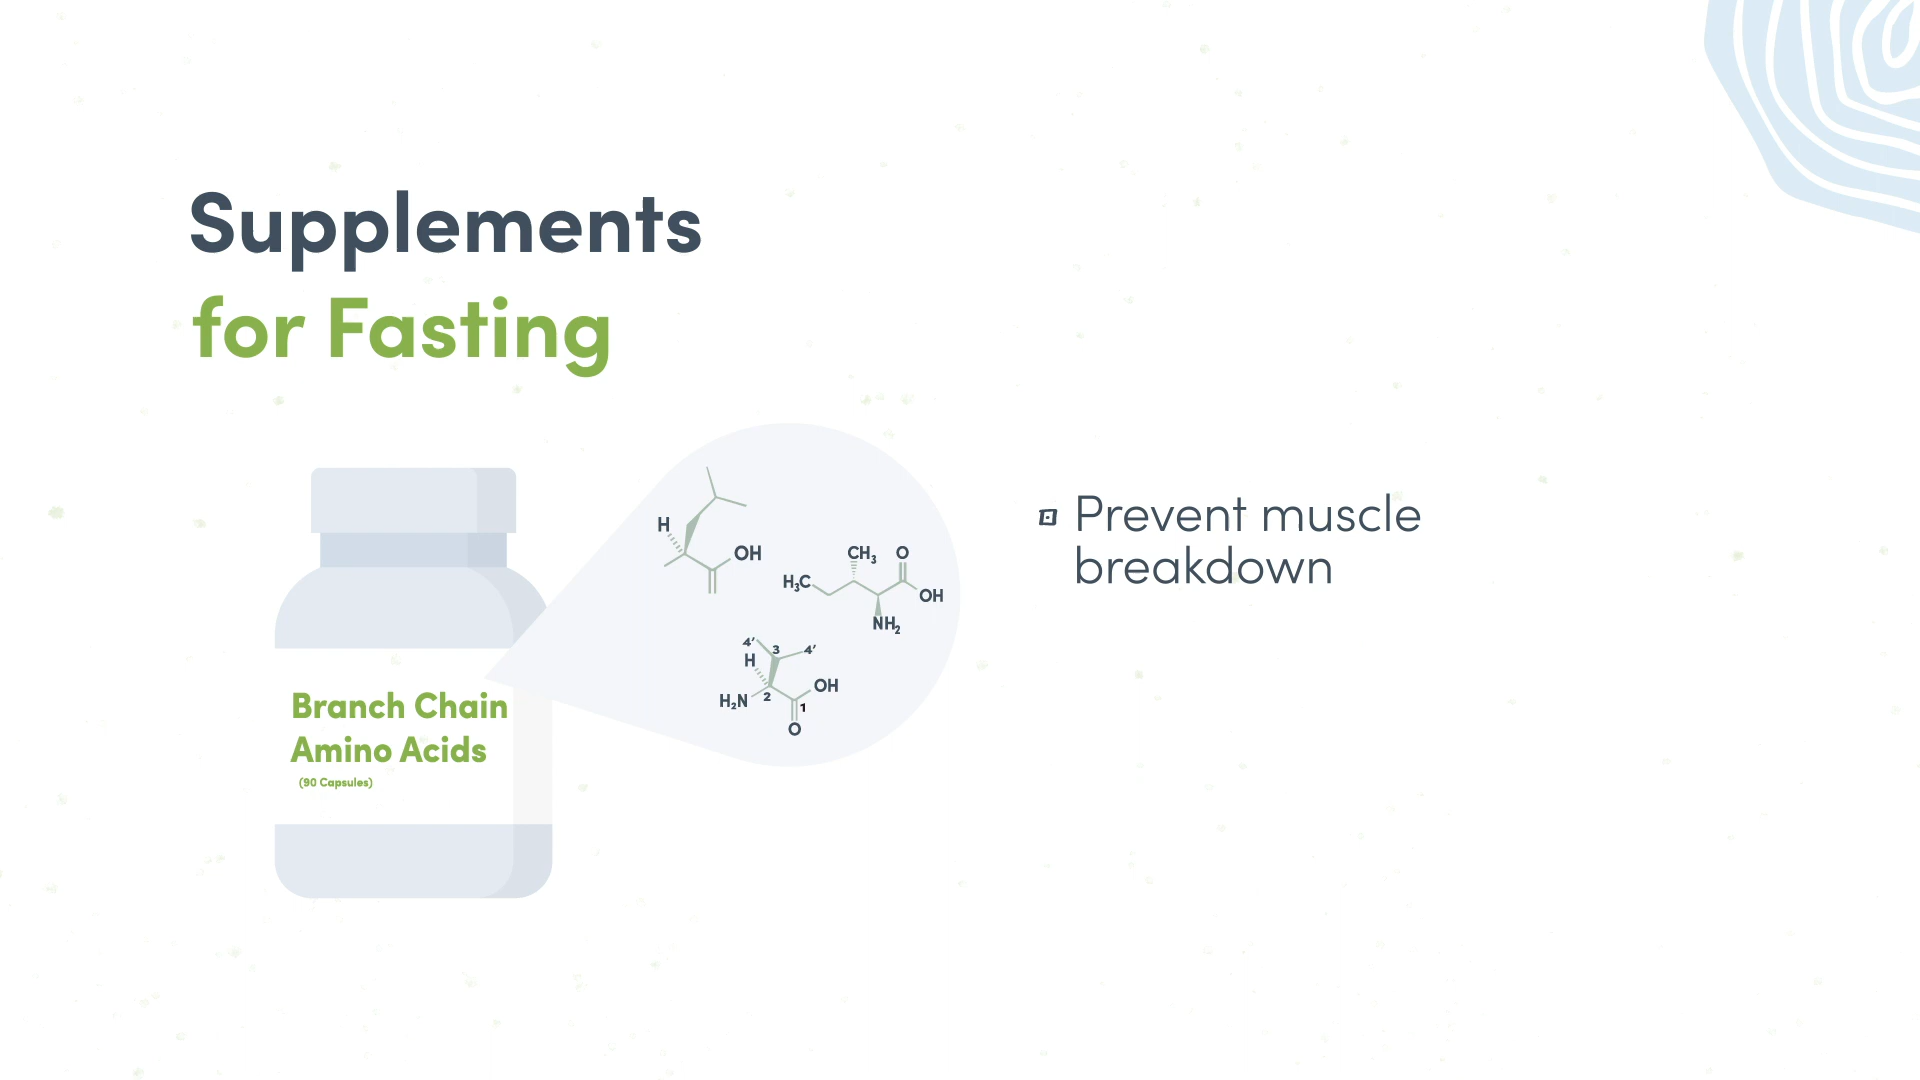 Supplements
for Fasting
Prevent muscle
breakdown
Branch Chain
Amino Acids
(90 Capsules)
H
OH
CH₃
O
H₃C
OH
NH₂
4'
3
4'
H
OH
H₂N
2
1
O